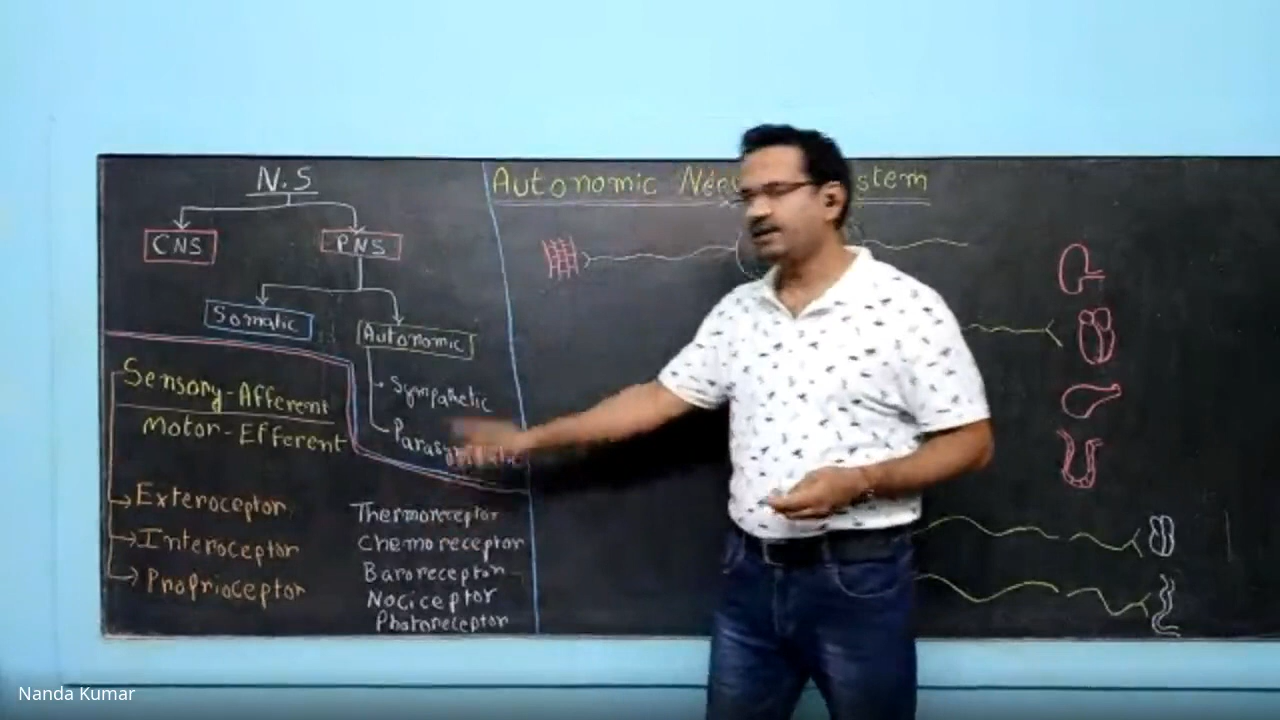 N.S
CNS
PNS
Somatic
Autonomic
Sympathetic
Sensory-Afferent
Motor-Efferent
Exteroceptor
Interoceptor
Proprioceptor
Thermoreceptor
Chemoreceptor
Baroreceptor
Nociceptor
Photoreceptor
Autonomic
Nanda Kumar